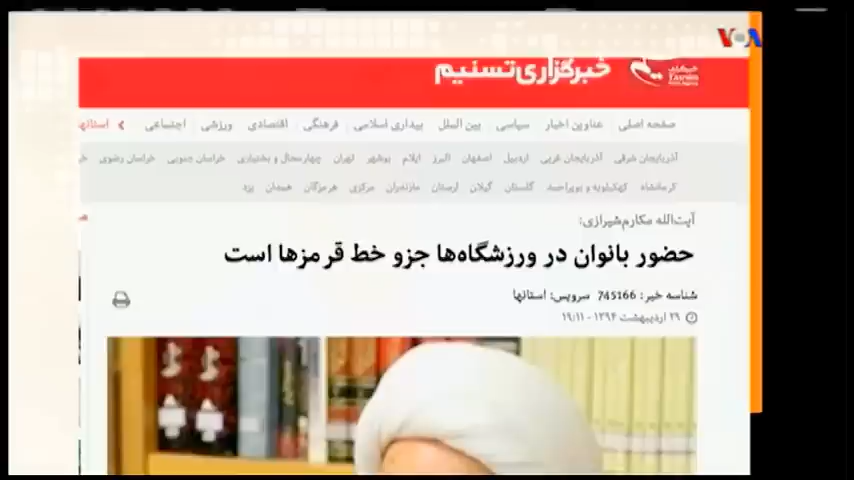 VOA
خبرگزاری تسنیم
صفحه اصلی عناوین اخبار سیاسی بین الملل بیداری اسلامی فرهنگی اقتصادی ورزشی اجتماعی استانها
آذربایجان شرقی آذربایجان غربی اردبیل اصفهان البرز ایلام بوشهر تهران چهارمحال و بختیاری خراسان جنوبی خراسان رضوی
کرمانشاه کهکیلویه و بویراحمد گلستان گیلان لرستان مازندران مرکزی هرمزگان همدان یزد
آیت‌الله مکارم‌شیرازی:
حضور بانوان در ورزشگاه‌ها جزو خط قرمزها است
شناسه خبر: 745166 سرویس: استانها
۲۹ اردیبهشت ۱۳۹۴ - ۱۹:۱۱